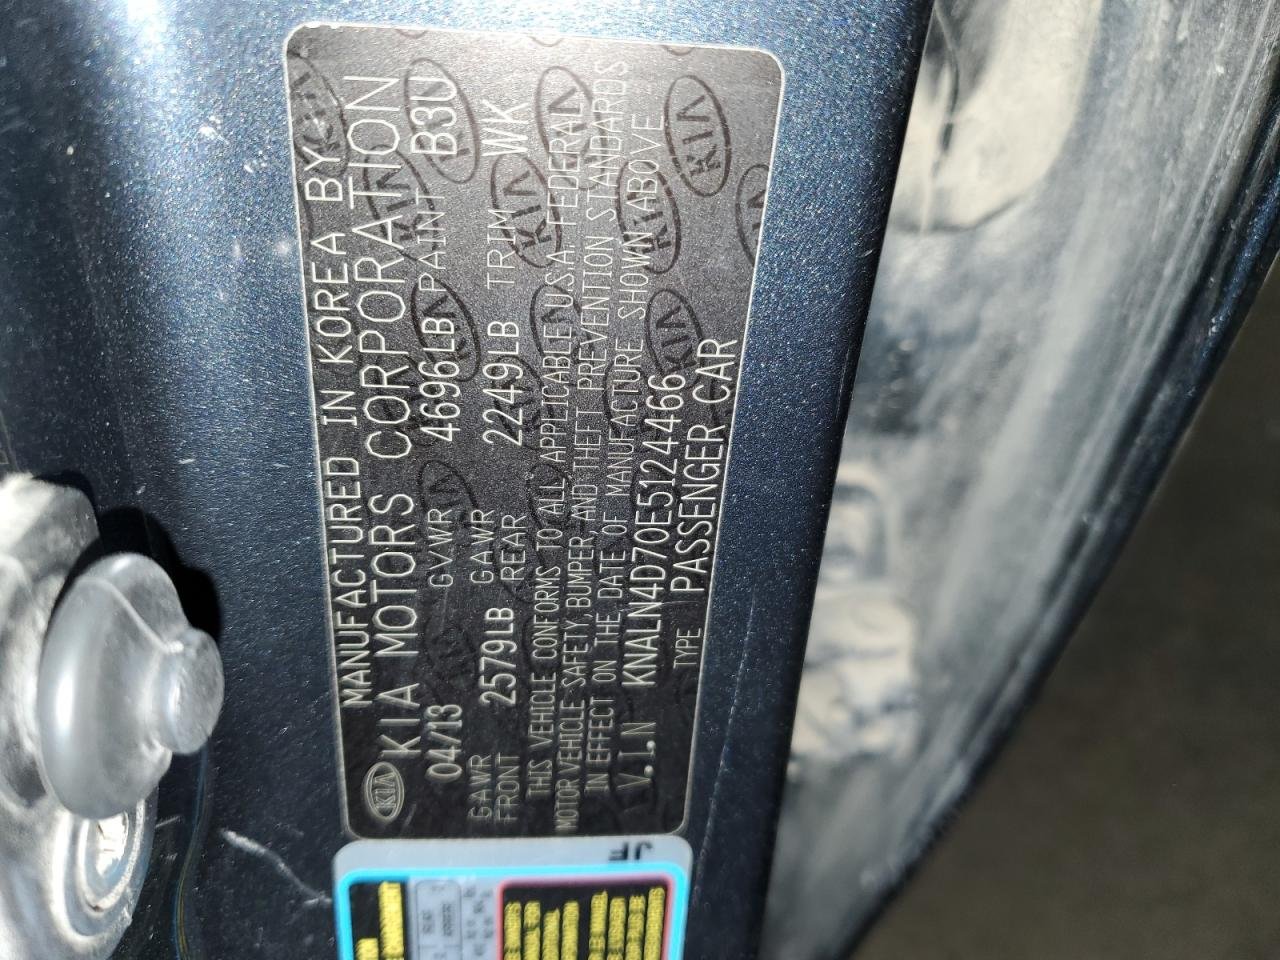 MANUFACTURED IN KOREA BY
KIA KIA MOTORS CORPORATION
04/13 GVWR 4696LB PAINT B3U
GAWR FRONT 2579LB GAWR REAR 2249LB TRIM WK
THIS VEHICLE CONFORMS TO ALL APPLICABLE U.S.A. FEDERAL
MOTOR VEHICLE SAFETY, BUMPER, AND THEFT PREVENTION STANDARDS
IN EFFECT ON THE DATE OF MANUFACTURE SHOWN ABOVE
V.I.N KNALN4D70E5124466
TYPE PASSENGER CAR